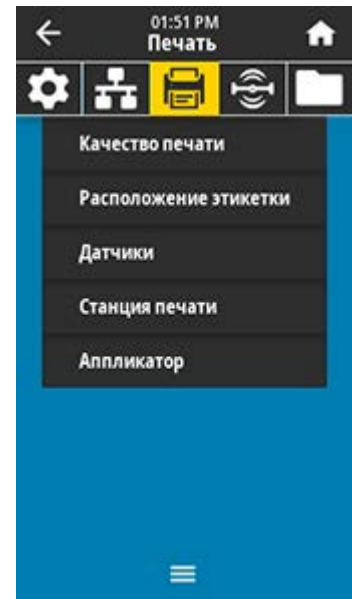 01:51 PM
Печать
Качество печати
Расположение этикетки
Датчики
Станция печати
Аппликатор